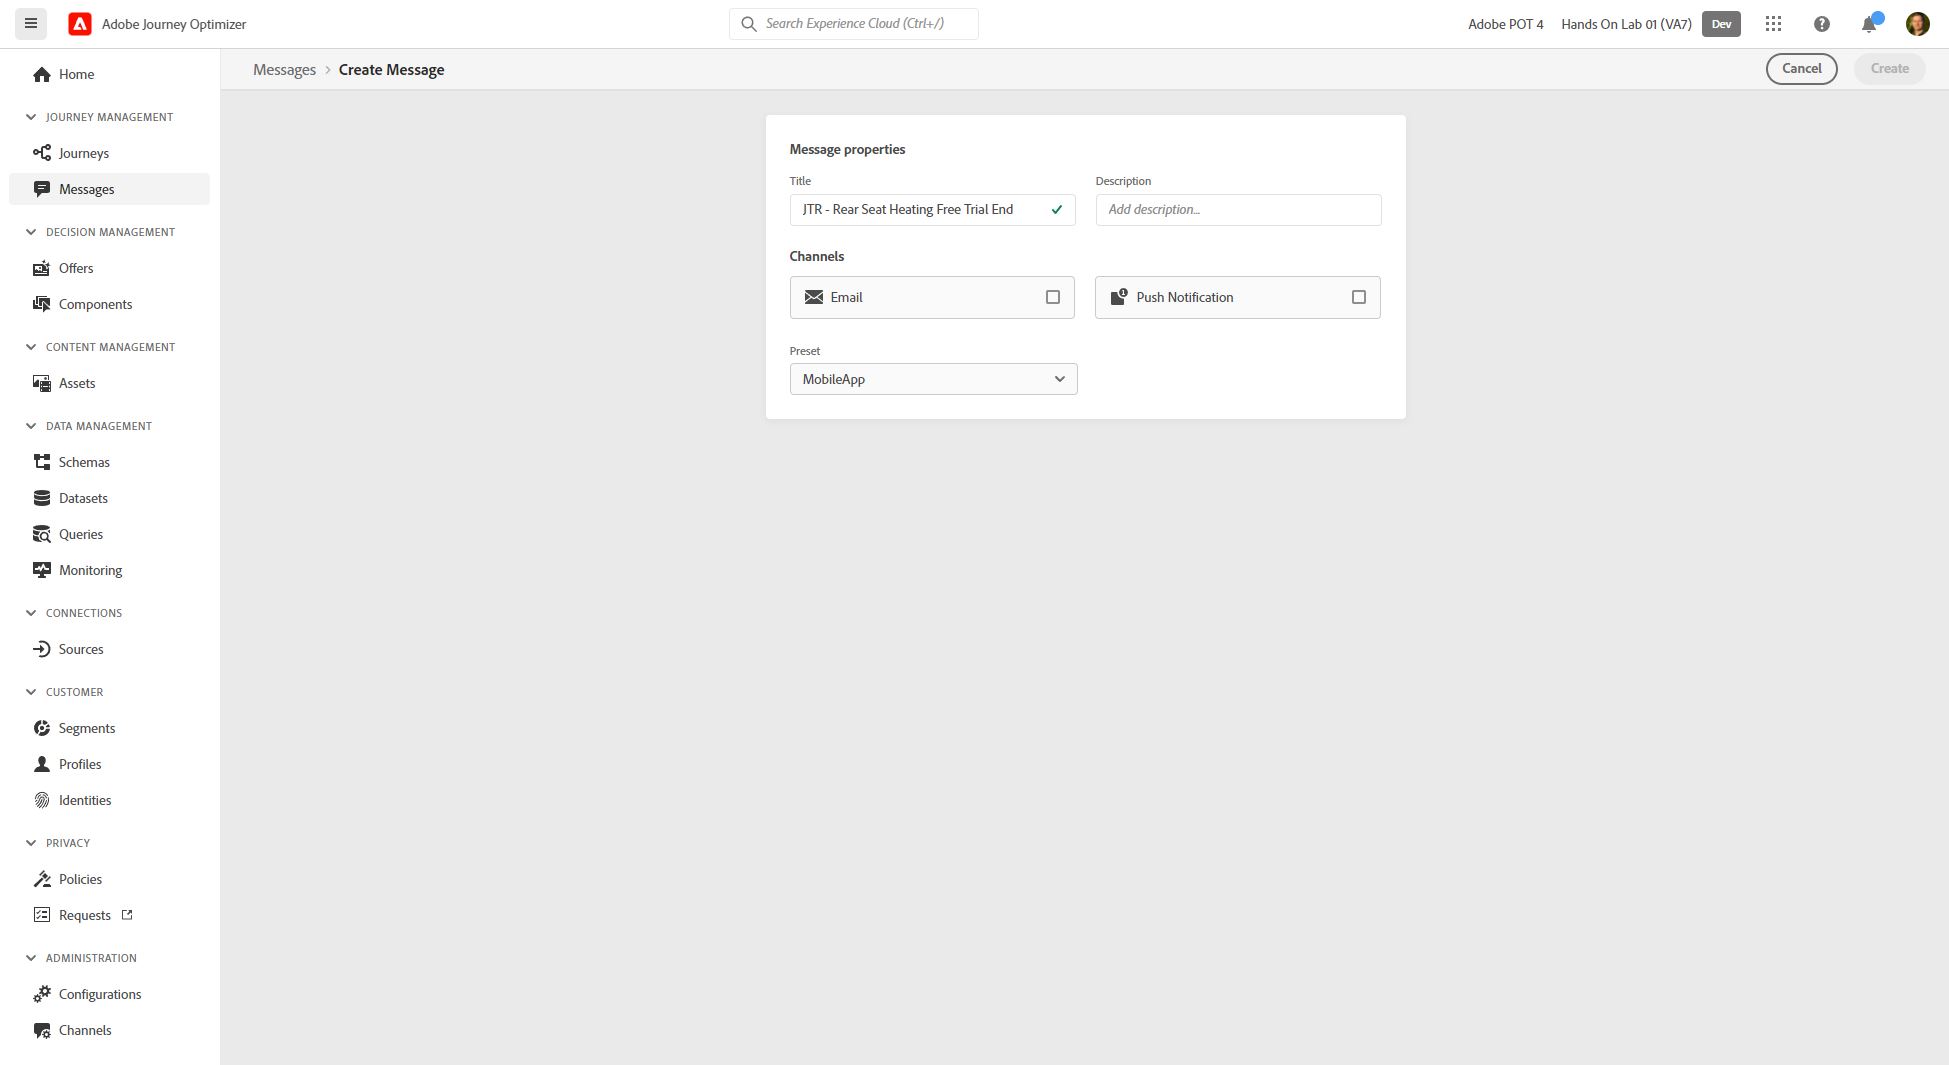 Adobe Journey Optimizer
Search Experience Cloud (Ctrl+/)
Adobe POT 4
Hands On Lab 01 (VA7)
Dev
Home
JOURNEY MANAGEMENT
Journeys
Messages
DECISION MANAGEMENT
Offers
Components
CONTENT MANAGEMENT
Assets
DATA MANAGEMENT
Schemas
Datasets
Queries
Monitoring
CONNECTIONS
Sources
CUSTOMER
Segments
Profiles
Identities
PRIVACY
Policies
Requests
ADMINISTRATION
Configurations
Channels
Messages > Create Message
Cancel
Create
Message properties
Title
JTR - Rear Seat Heating Free Trial End
Description
Add description...
Channels
Email
Push Notification
Preset
MobileApp